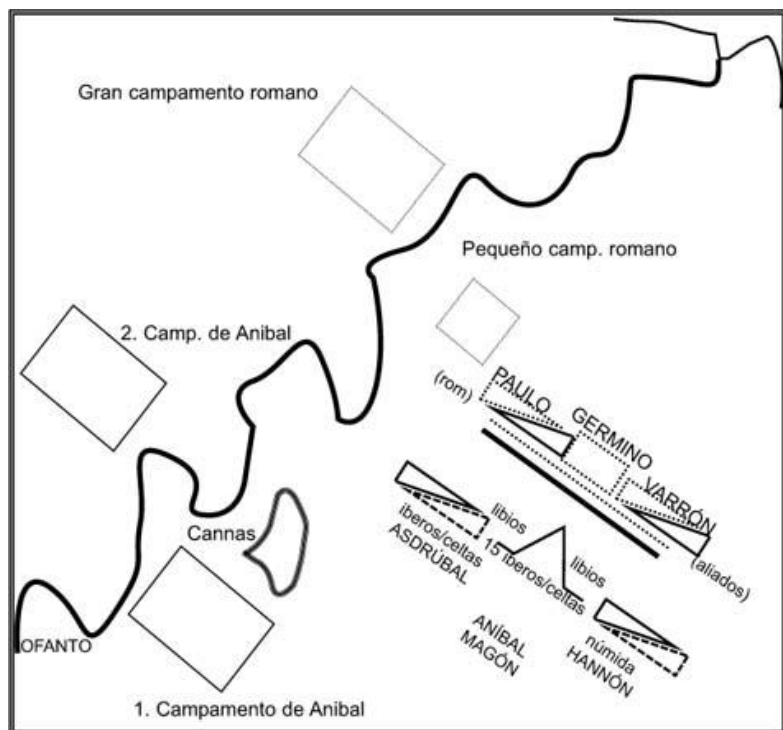 Gran campamento romano
Pequeño camp. romano
2. Camp. de Anibal
(rom)
PAULO
GERMINO
VARRÓN
(aliados)
Cannas
libios
iberos/celtas
ASDRÚBAL
15 iberos/celtas
libios
ANÍBAL
MAGÓN
númida
HANNÓN
OFANTO
1. Campamento de Anibal